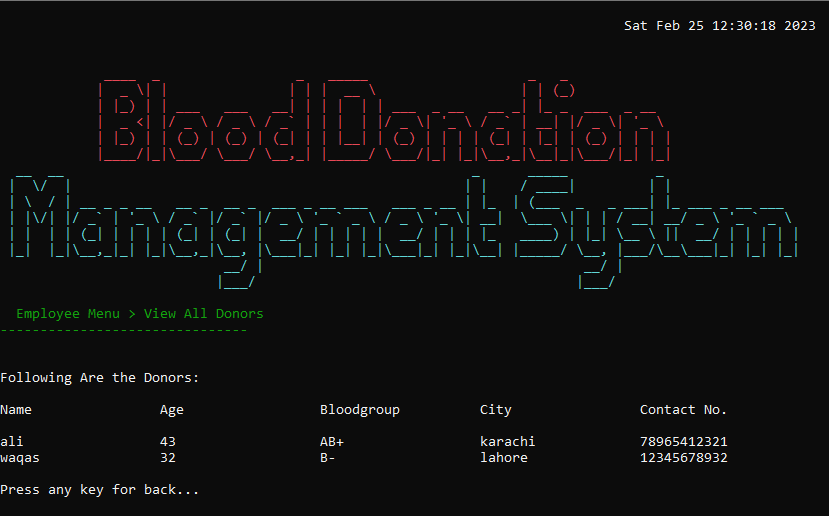 Sat Feb 25 12:30:18 2023
Blood Donation
Management System
Employee Menu > View All Donors
-------------------------------
Following Are the Donors:
Name Age Bloodgroup City Contact No.
ali 43 AB+ karachi 78965412321
waqas 32 B- lahore 12345678932
Press any key for back...